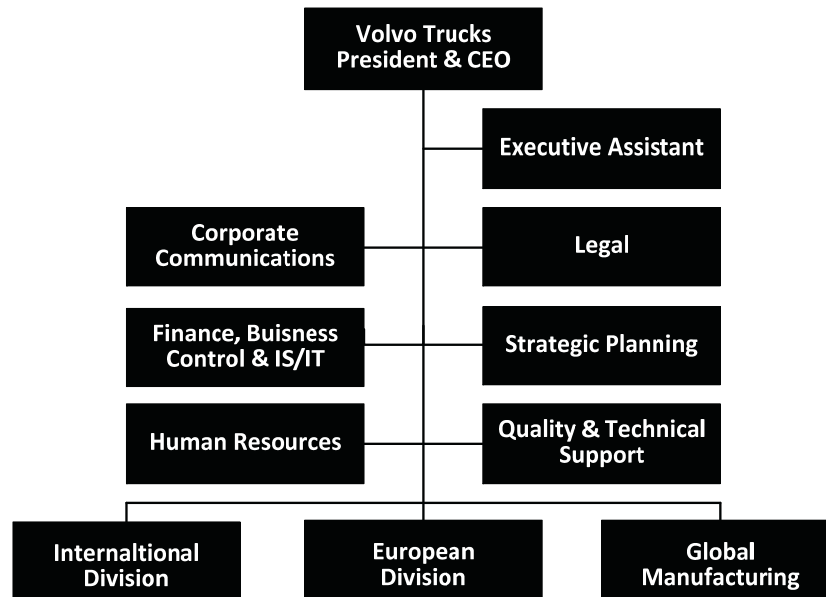 Volvo Trucks
President & CEO
Executive Assistant
Corporate
Communications
Legal
Finance, Buisness
Control & IS/IT
Strategic Planning
Human Resources
Quality & Technical
Support
Internaltional
Division
European
Division
Global
Manufacturing